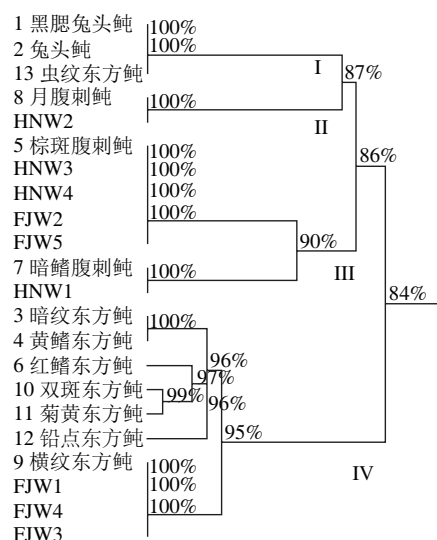 1 黑腮兔头鲀
100%
2 兔头鲀
100%
13 虫纹东方鲀
I
87%
8 月腹刺鲀
100%
HNW2
II
5 棕斑腹刺鲀
100%
HNW3
100%
86%
HNW4
100%
FJW2
100%
FJW5
90%
7 暗鳍腹刺鲀
100%
III
HNW1
84%
3 暗纹东方鲀
100%
4 黄鳍东方鲀
96%
6 红鳍东方鲀
97%
10 双斑东方鲀
99%
96%
11 菊黄东方鲀
12 铅点东方鲀
95%
9 横纹东方鲀
100%
FJW1
100%
IV
FJW4
100%
FJW3